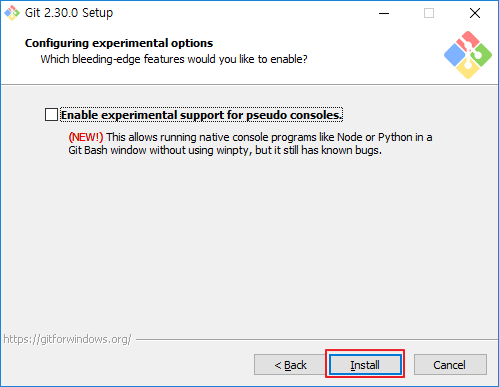 Git 2.30.0 Setup
Configuring experimental options
Which bleeding-edge features would you like to enable?
Enable experimental support for pseudo consoles.
(NEW!) This allows running native console programs like Node or Python in a
Git Bash window without using winpty, but it still has known bugs.
https://gitforwindows.org/
< Back
Install
Cancel